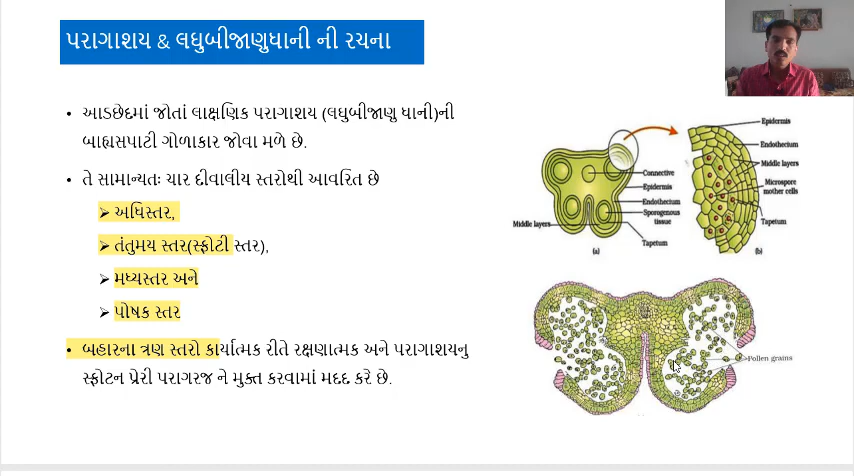 પરાગાશય & લઘુબીજાણુધાની ની રચના
• આડછેદમાં જોતાં લાક્ષણિક પરાગાશય (લઘુબીજાણુ ધાની)ની
બાહ્યસપાટી ગોળાકાર જોવા મળે છે.
• તે સામાન્યતઃ ચાર દીવાલીય સ્તરોથી આવરિત છે
➢ અધિસ્તર,
➢ તંતુમય સ્તર(સ્ફોટી સ્તર),
➢ મધ્યસ્તર અને
➢ પોષક સ્તર
• બહારના ત્રણ સ્તરો કાર્યાત્મક રીતે રક્ષણાત્મક અને પરાગાશયનુ
સ્ફોટન પ્રેરી પરાગરજ ને મુક્ત કરવામાં મદદ કરે છે.
Connective
Epidermis
Endothecium
Sporogenous
tissue
Middle layers
Tapetum
(a)
Epidermis
Endothecium
Middle layers
Microspore
mother cells
Tapetum
(b)
Pollen grains